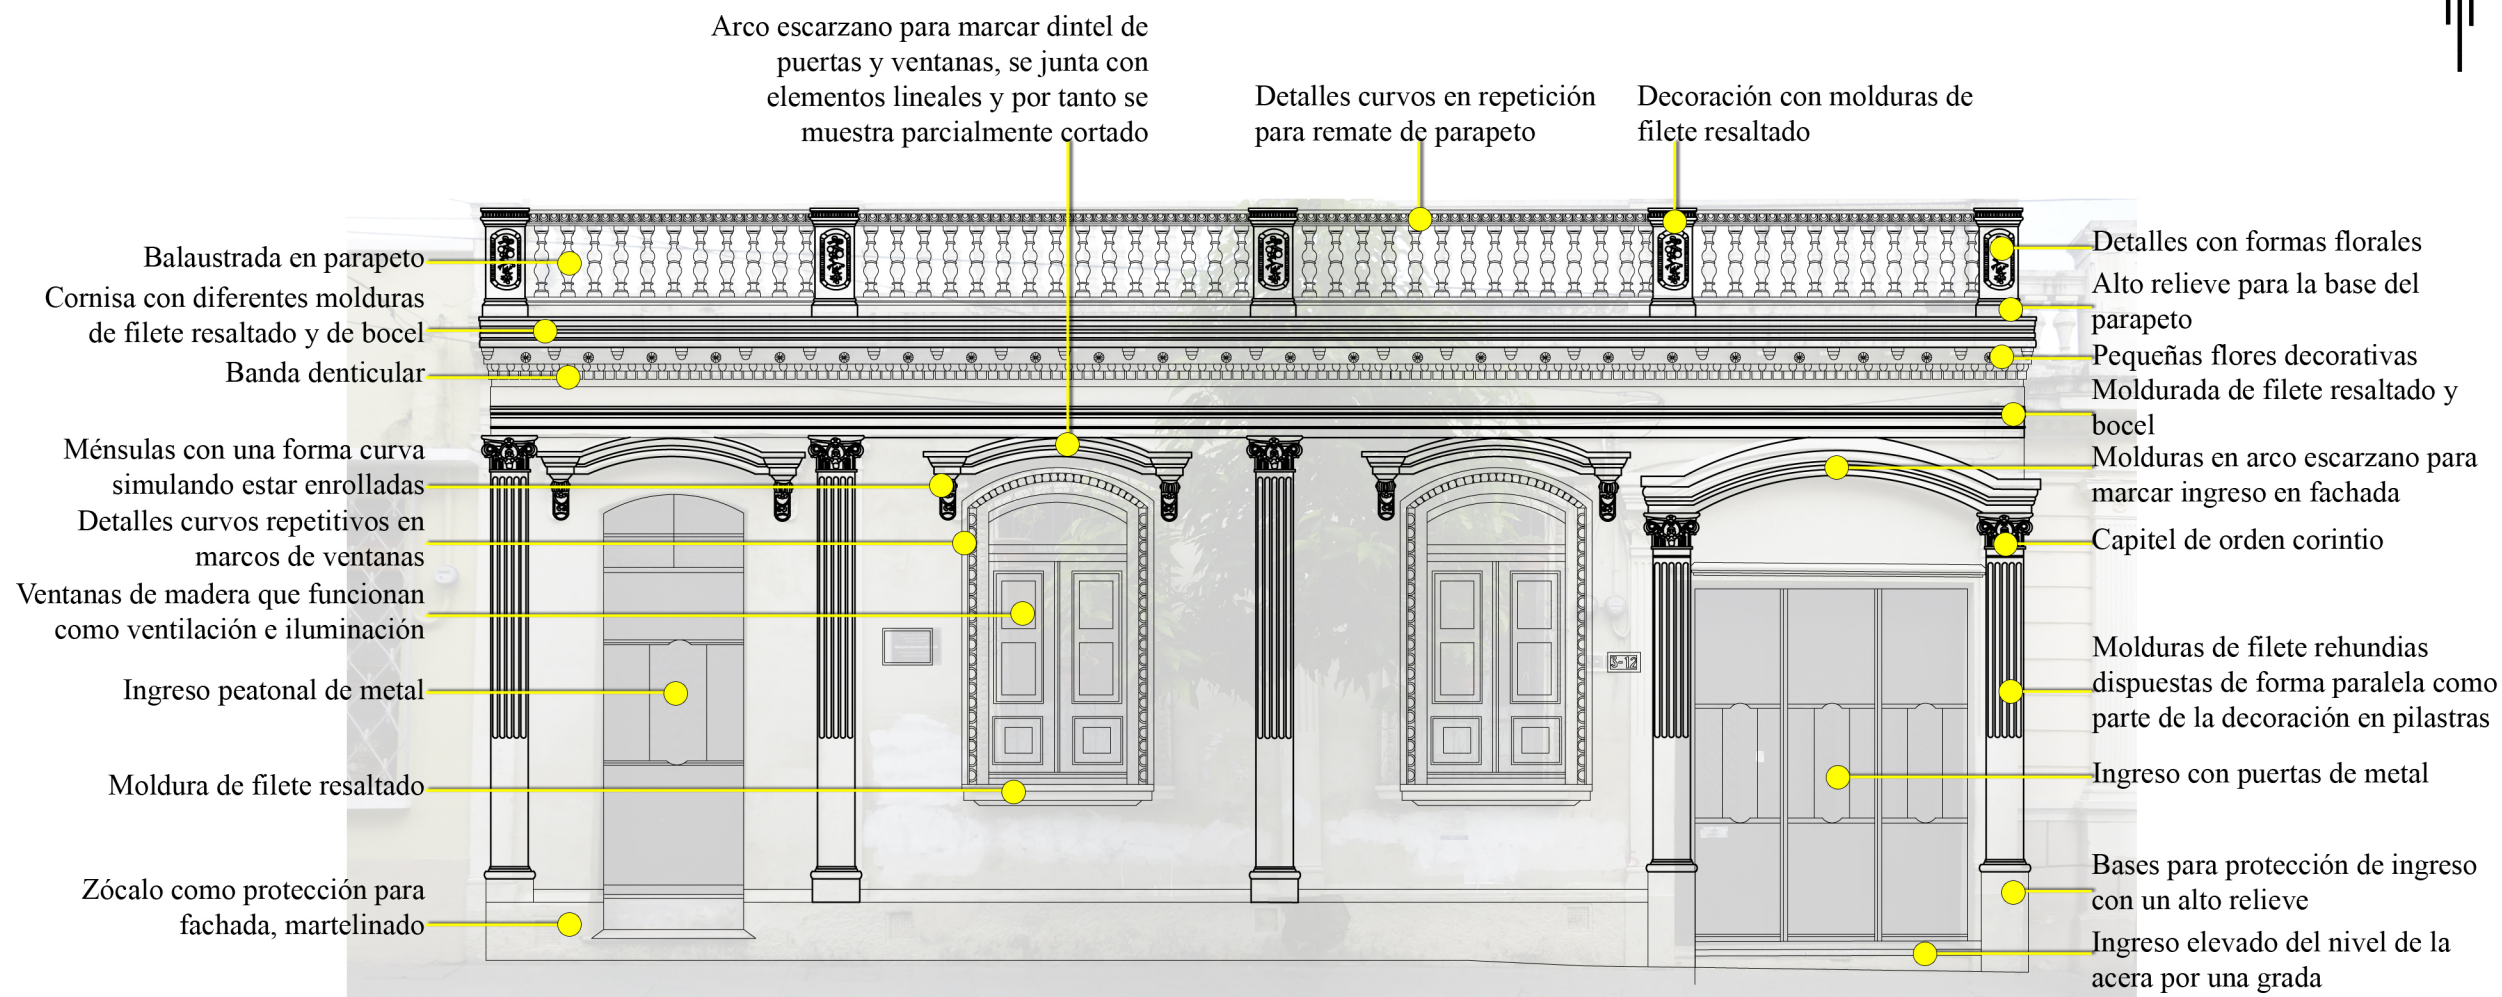 Arco escarzano para marcar dintel de
puertas y ventanas, se junta con
elementos lineales y por tanto se
muestra parcialmente cortado
Detalles curvos en repetición
para remate de parapeto
Decoración con molduras de
filete resaltado
Balaustrada en parapeto
Cornisa con diferentes molduras
de filete resaltado y de bocel
Banda denticular
Ménsulas con una forma curva
simulando estar enrolladas
Detalles curvos repetitivos en
marcos de ventanas
Ventanas de madera que funcionan
como ventilación e iluminación
Ingreso peatonal de metal
Moldura de filete resaltado
Zócalo como protección para
fachada, martelinado
Detalles con formas florales
Alto relieve para la base del
parapeto
Pequeñas flores decorativas
Moldurada de filete resaltado y
bocel
Molduras en arco escarzano para
marcar ingreso en fachada
Capitel de orden corintio
Molduras de filete rehundias
dispuestas de forma paralela como
parte de la decoración en pilastras
Ingreso con puertas de metal
Bases para protección de ingreso
con un alto relieve
Ingreso elevado del nivel de la
acera por una grada
3-12